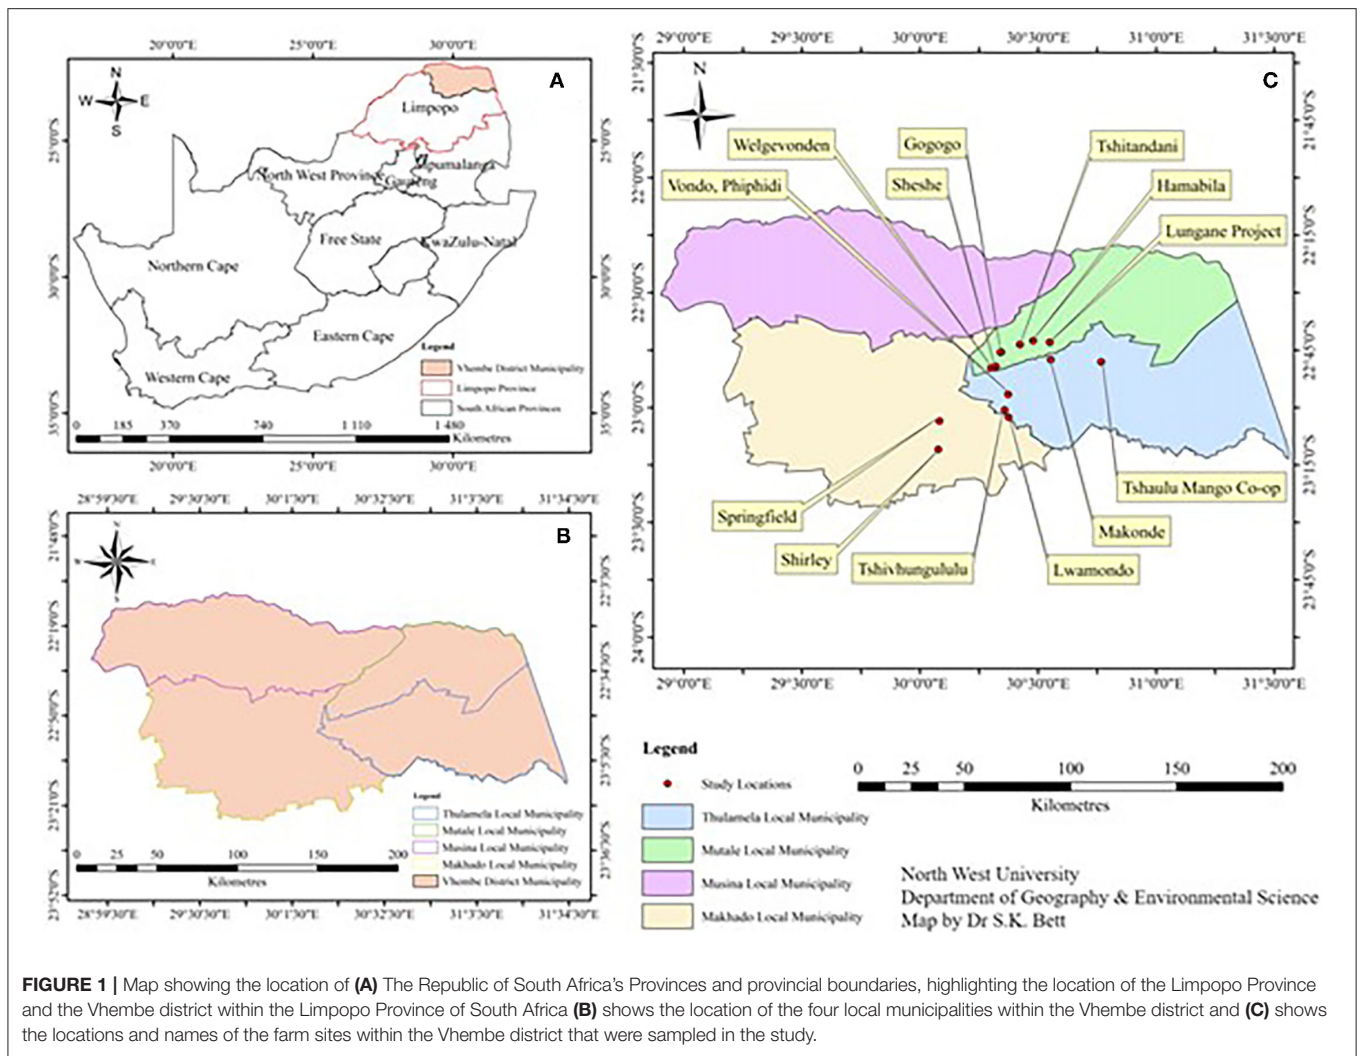 20°0'0"E 25°0'0"E 30°0'0"E
A
N
W E
S
Limpopo
North West Province
Gauteng
Free State
KwaZulu-Natal
Northern Cape
Eastern Cape
Western Cape
Legend
Vhembe District Municipality
Limpopo Province
South African Provinces
0 185 370 740 1 110 1 480
Kilometres
25°0'0"S
30°0'0"S
35°0'0"S
25°0'0"S
30°0'0"S
35°0'0"S
20°0'0"E 25°0'0"E 30°0'0"E
28°59'30"E 29°30'30"E 30°1'30"E 30°32'30"E 31°3'30"E 31°34'30"E
B
N
S
Legend
Thulamela Local Municipality
Mutale Local Municipality
Musina Local Municipality
Makhado Local Municipality
Vhembe District Municipality
0 25 50 100 150 200
Kilometres
28°59'30"E 29°30'30"E 30°1'30"E 30°32'30"E 31°3'30"E 31°34'30"E
29°0'0"E 29°30'0"E 30°0'0"E 30°30'0"E 31°0'0"E 31°30'0"E
C
N
Welgevonden
Gogogo
Tshitandani
Vondo, Phiphidi
Sheshe
Hamabila
Lungane Project
Tshaulu Mango Co-op
Springfield
Makonde
Shirley
Tshivhungululu
Lwamondo
21°30'0"S
22°0'0"S
22°30'0"S
23°0'0"S
23°30'0"S
24°0'0"S
21°45'0"S
22°15'0"S
22°45'0"S
23°15'0"S
23°45'0"S
29°0'0"E 29°30'0"E 30°0'0"E 30°30'0"E 31°0'0"E 31°30'0"E
Legend
Study Locations
Thulamela Local Municipality
Mutale Local Municipality
Musina Local Municipality
Makhado Local Municipality
0 25 50 100 150 200
Kilometres
North West University
Department of Geography & Environmental Science
Map by Dr S.K. Bett
FIGURE 1 | Map showing the location of (A) The Republic of South Africa's Provinces and provincial boundaries, highlighting the location of the Limpopo Province
and the Vhembe district within the Limpopo Province of South Africa (B) shows the location of the four local municipalities within the Vhembe district and (C) shows
the locations and names of the farm sites within the Vhembe district that were sampled in the study.